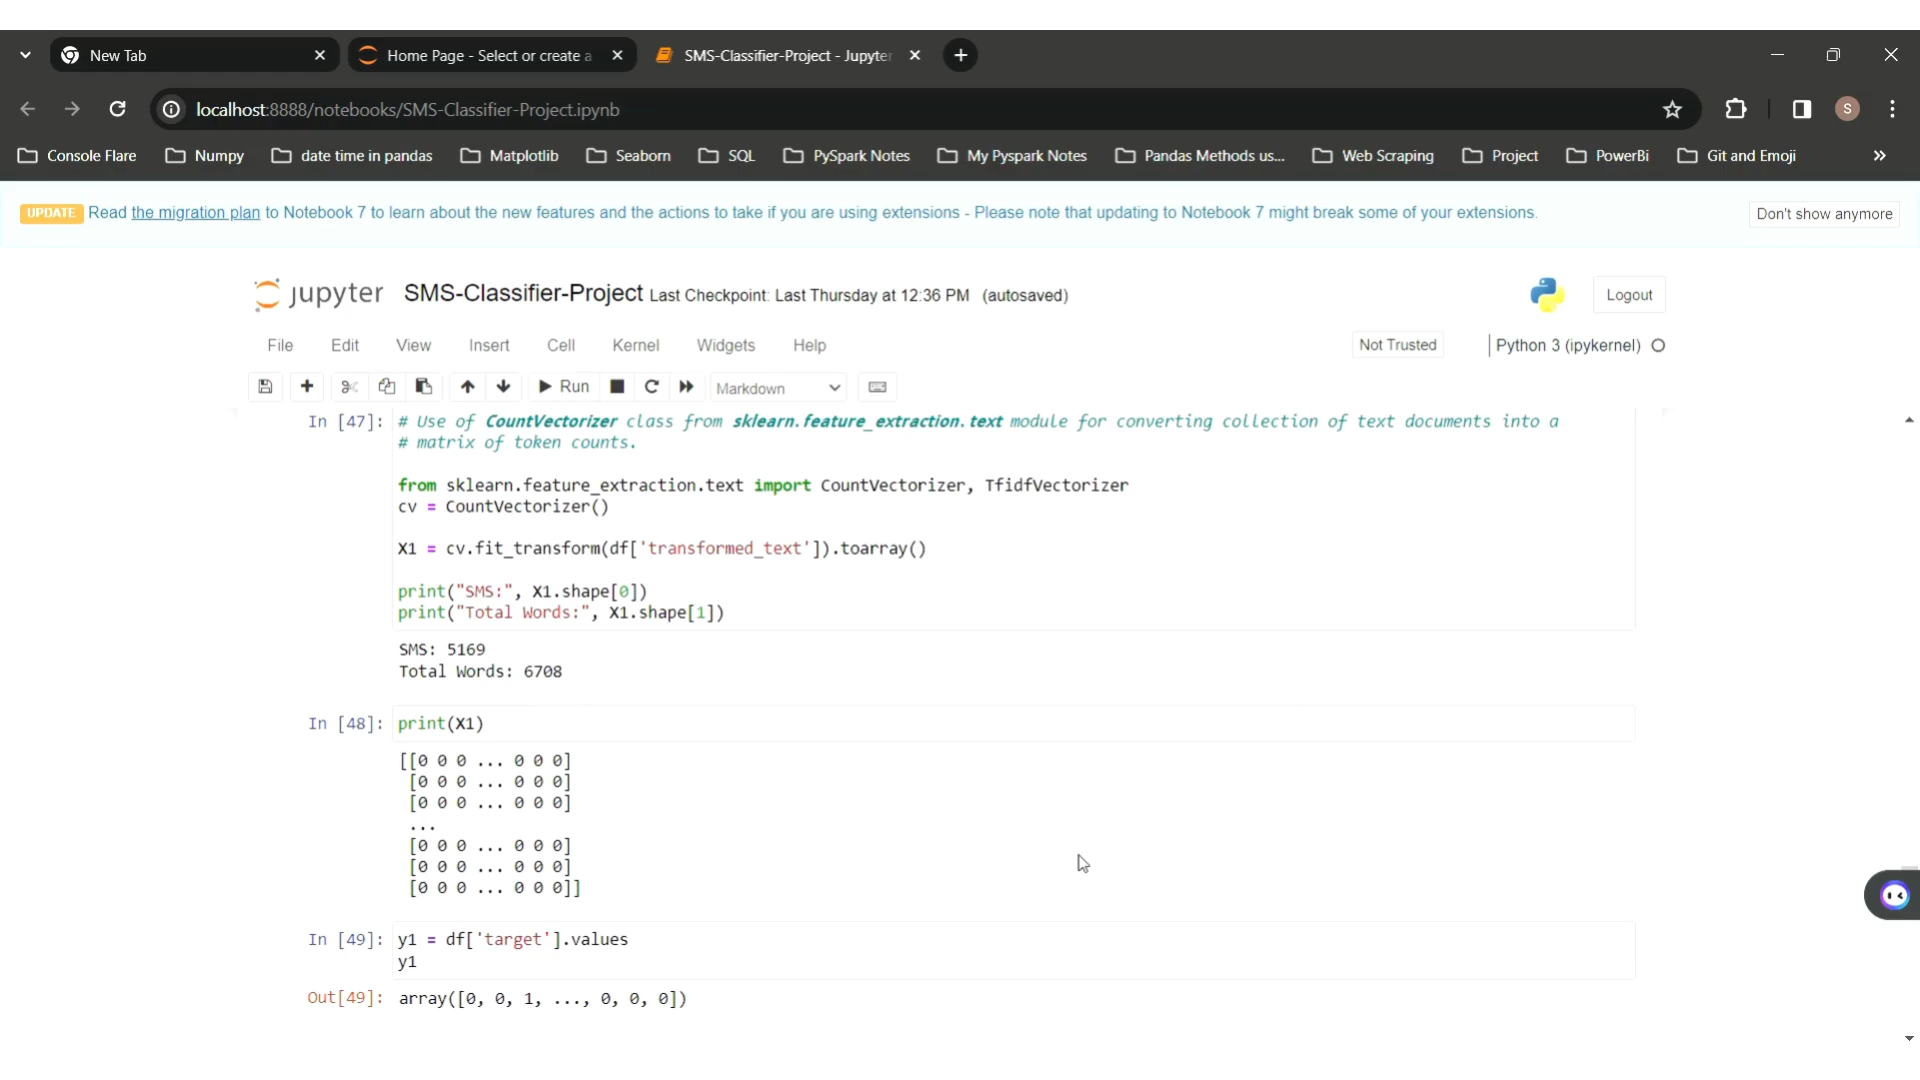 New Tab
Home Page - Select or create a
SMS-Classifier-Project - Jupyter
localhost:8888/notebooks/SMS-Classifier-Project.ipynb
S
Console Flare
Numpy
date time in pandas
Matplotlib
Seaborn
SQL
PySpark Notes
My Pyspark Notes
Pandas Methods us...
Web Scraping
Project
PowerBi
Git and Emoji
UPDATE Read the migration plan to Notebook 7 to learn about the new features and the actions to take if you are using extensions - Please note that updating to Notebook 7 might break some of your extensions.
Don't show anymore
jupyter SMS-Classifier-Project Last Checkpoint: Last Thursday at 12:36 PM (autosaved)
Logout
File Edit View Insert Cell Kernel Widgets Help
Not Trusted
Python 3 (ipykernel)
Run
Markdown
In [47]: # Use of CountVectorizer class from sklearn.feature_extraction.text module for converting collection of text documents into a
# matrix of token counts.
from sklearn.feature_extraction.text import CountVectorizer, TfidfVectorizer
cv = CountVectorizer()
X1 = cv.fit_transform(df['transformed_text']).toarray()
print("SMS:", X1.shape[0])
print("Total Words:", X1.shape[1])
SMS: 5169
Total Words: 6708
In [48]: print(X1)
[[0 0 0 ... 0 0 0]
[0 0 0 ... 0 0 0]
[0 0 0 ... 0 0 0]
...
[0 0 0 ... 0 0 0]
[0 0 0 ... 0 0 0]
[0 0 0 ... 0 0 0]]
In [49]: y1 = df['target'].values
y1
Out[49]: array([0, 0, 1, ..., 0, 0, 0])